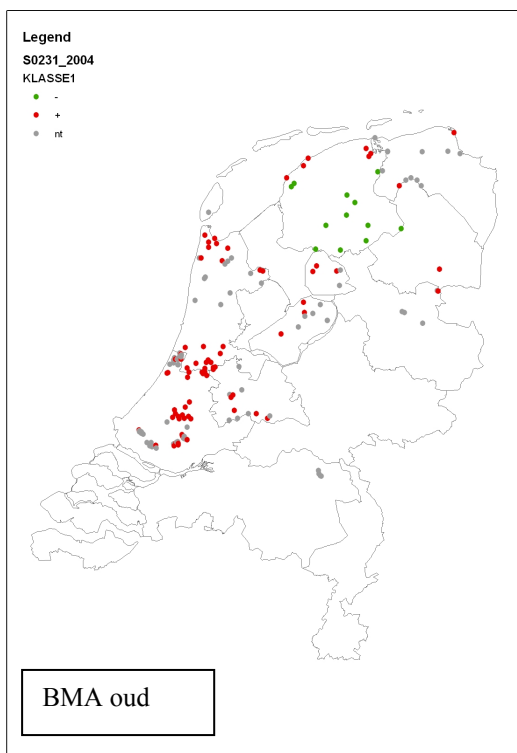 Legend
S0231_2004
KLASSE1
-
+
nt
BMA oud